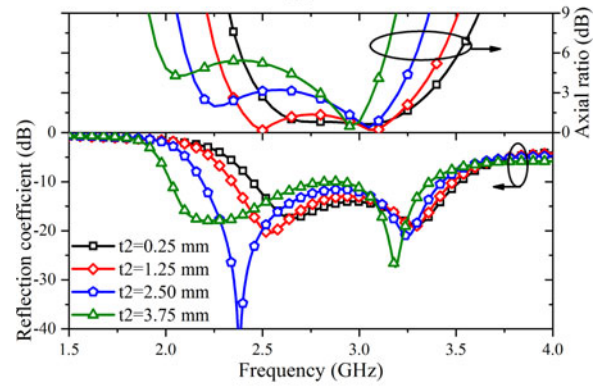 9
6
3
0
Axial ratio (dB)
Reflection coefficient (dB)
-10
-20
-30
-40
t2=0.25 mm
t2=1.25 mm
t2=2.50 mm
t2=3.75 mm
1.5 2.0 2.5 3.0 3.5 4.0
Frequency (GHz)